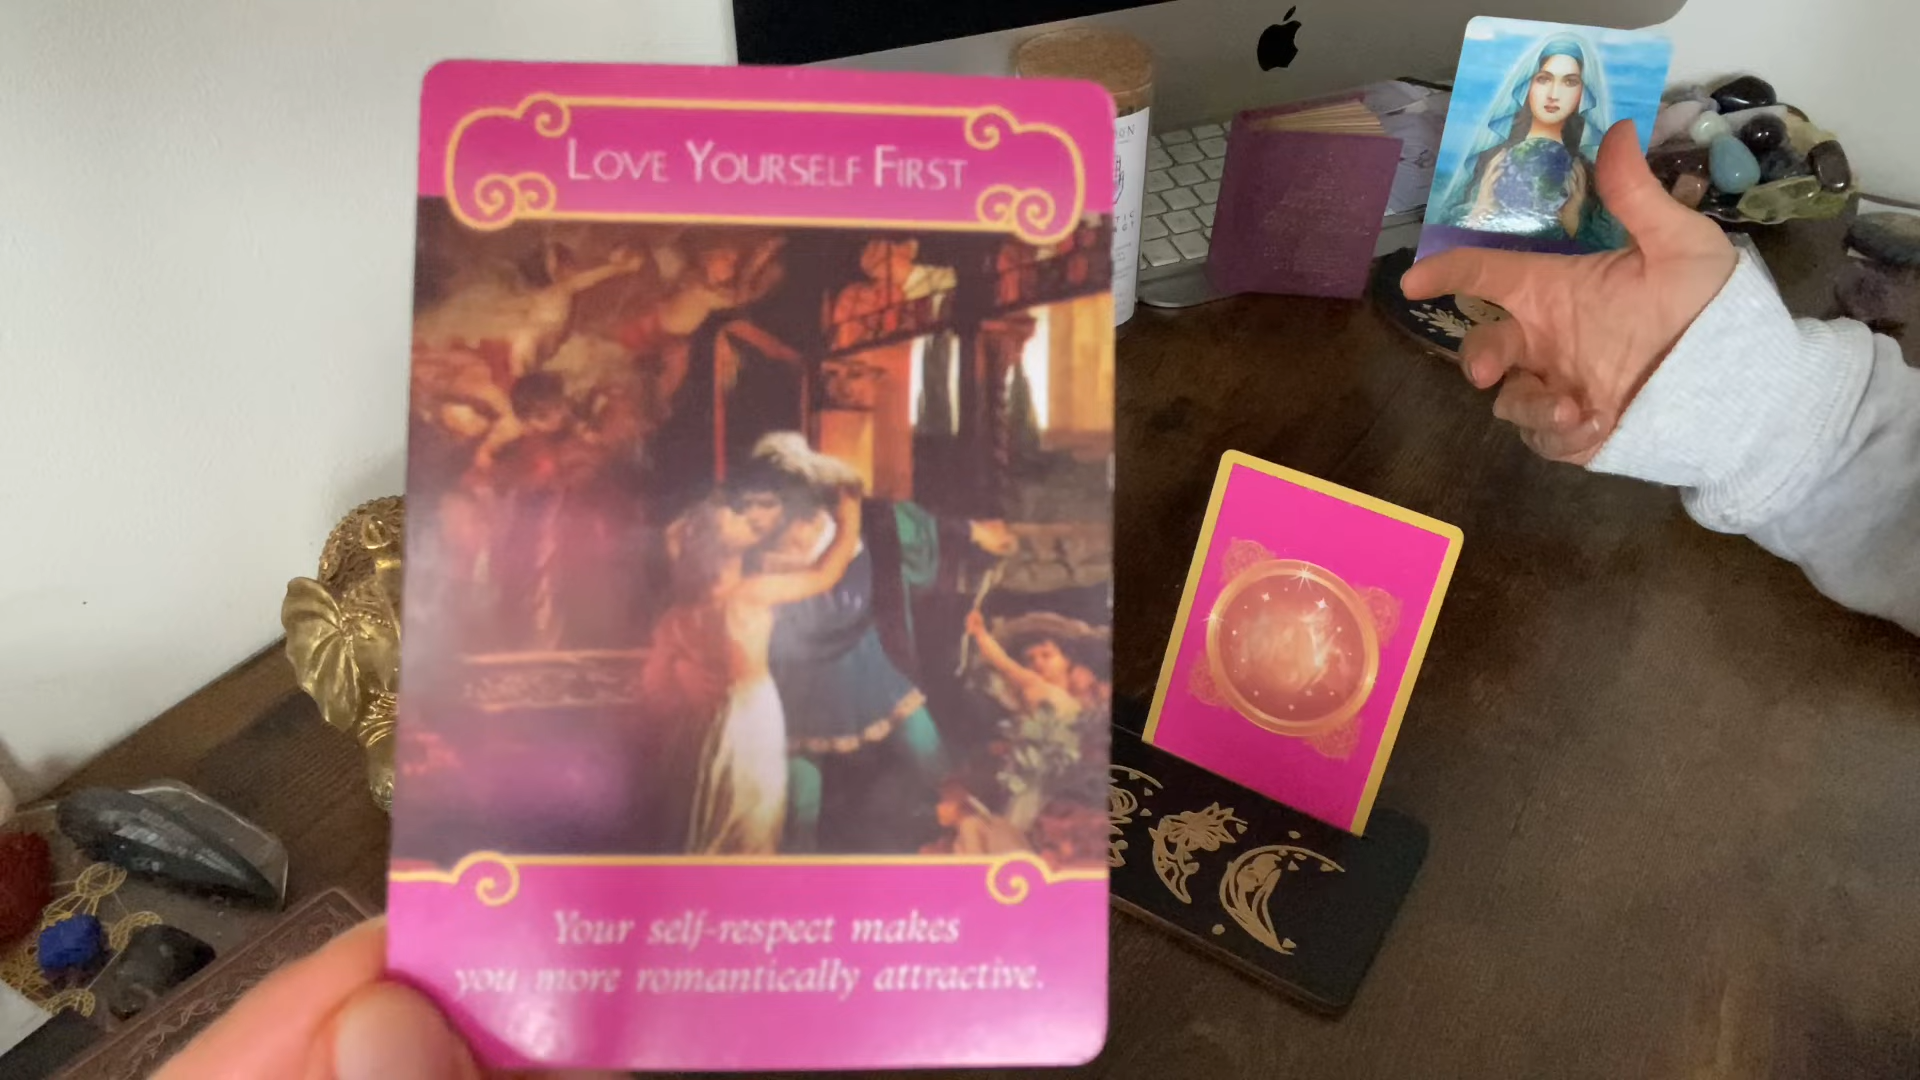 Love Yourself First
Your self-respect makes
you more romantically attractive.